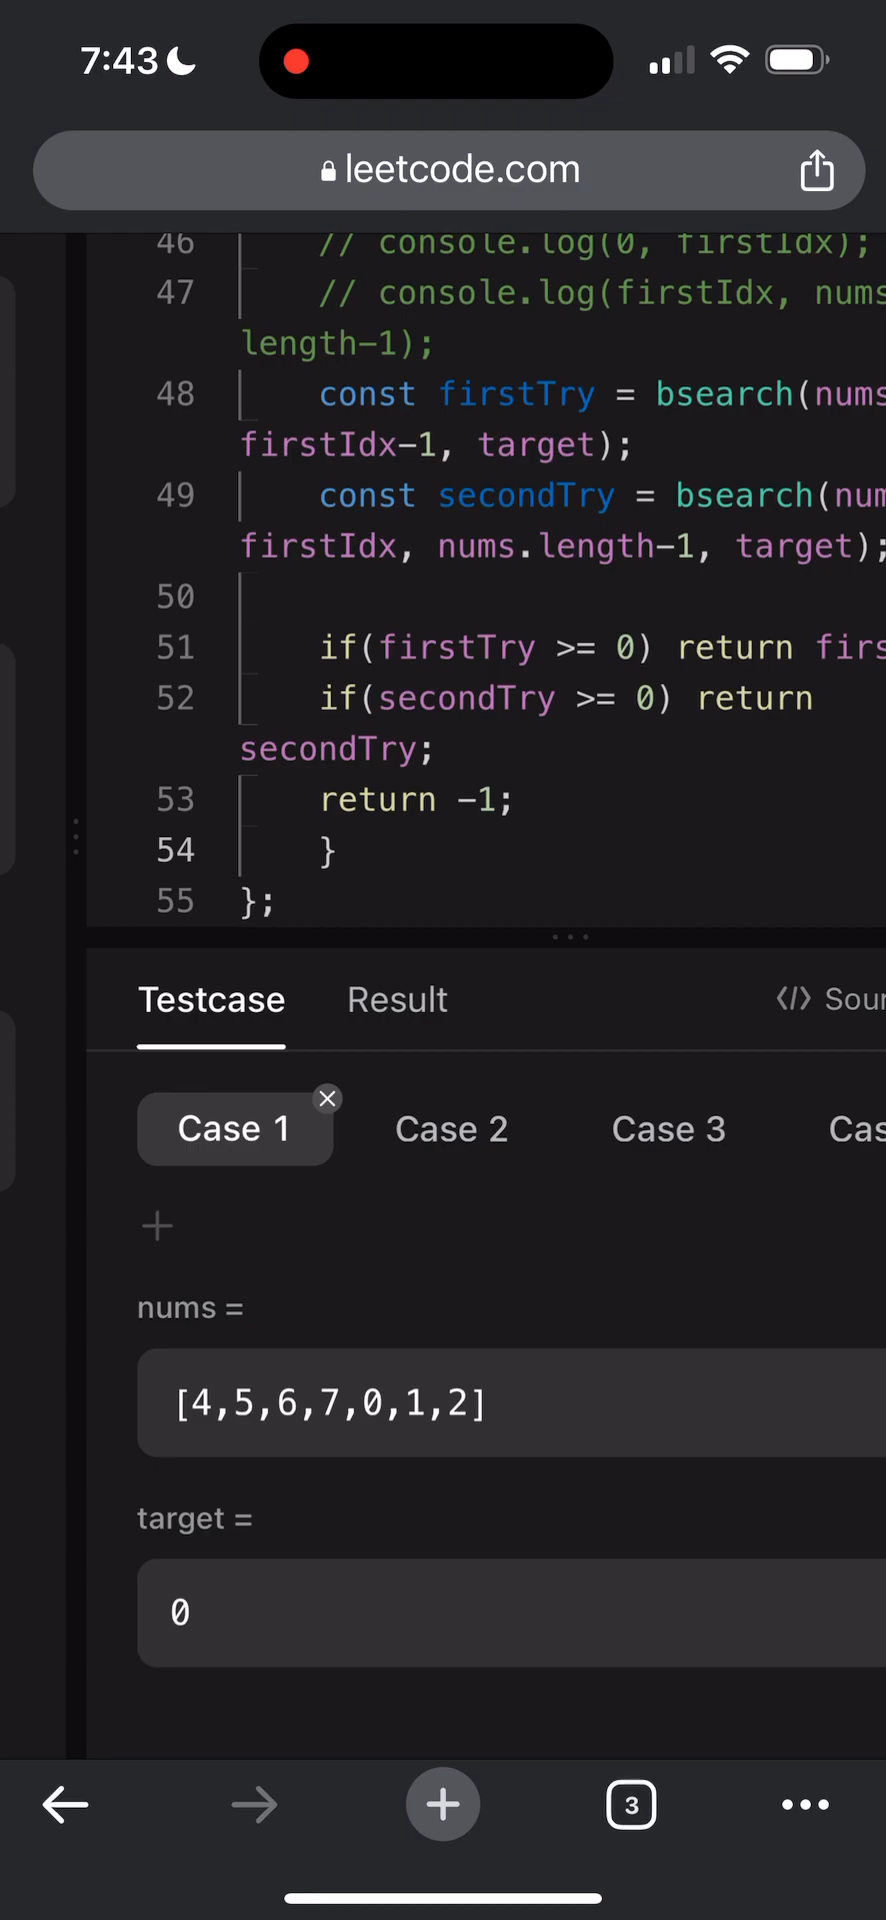 7:43
leetcode.com
46 // console.log(0, firstIdx);
47 // console.log(firstIdx, nums
length-1);
48 const firstTry = bsearch(nums
firstIdx-1, target);
49 const secondTry = bsearch(num
firstIdx, nums.length-1, target);
50
51 if(firstTry >= 0) return firs
52 if(secondTry >= 0) return
secondTry;
53 return -1;
54 }
55 };
Testcase Result </> Sour
Case 1 Case 2 Case 3 Cas
nums =
[4,5,6,7,0,1,2]
target =
0
3